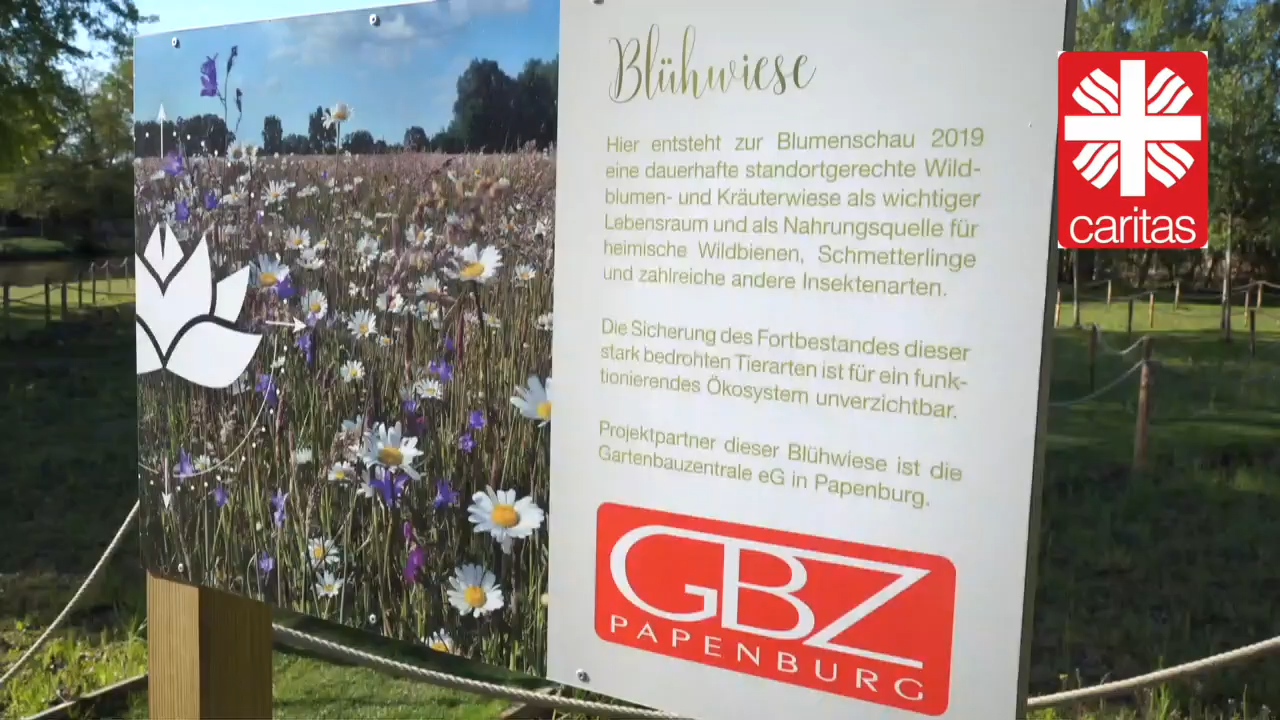 Blühwiese
Hier entsteht zur Blumenschau 2019
eine dauerhafte standortgerechte Wild-
blumen- und Kräuterwiese als wichtiger
Lebensraum und als Nahrungsquelle für
heimische Wildbienen, Schmetterlinge
und zahlreiche andere Insektenarten.
Die Sicherung des Fortbestandes dieser
stark bedrohten Tierarten ist für ein funk-
tionierendes Ökosystem unverzichtbar.
Projektpartner dieser Blühwiese ist die
Gartenbauzentrale eG in Papenburg.
GBZ
PAPENBURG
caritas